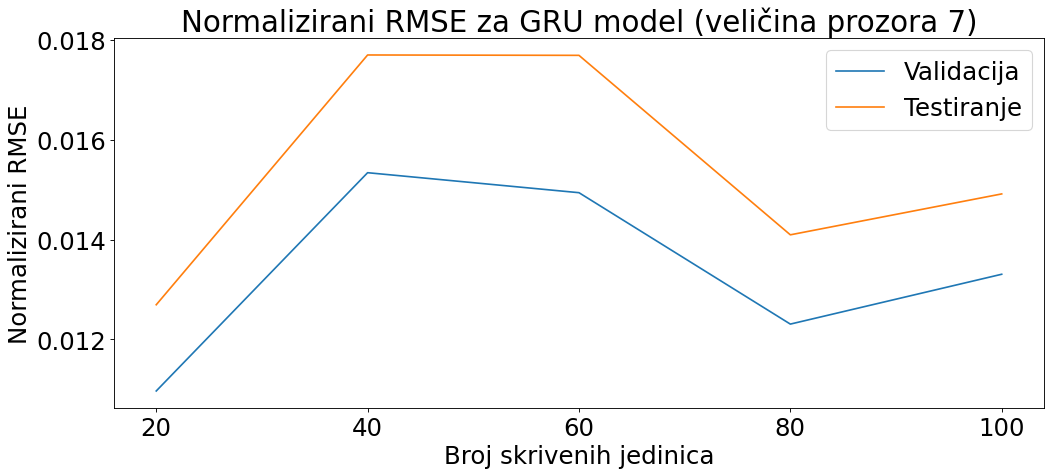 Normalizirani RMSE za GRU model (veličina prozora 7)
Normalizirani RMSE
0.018
0.016
0.014
0.012
Validacija
Testiranje
20 40 60 80 100
Broj skrivenih jedinica